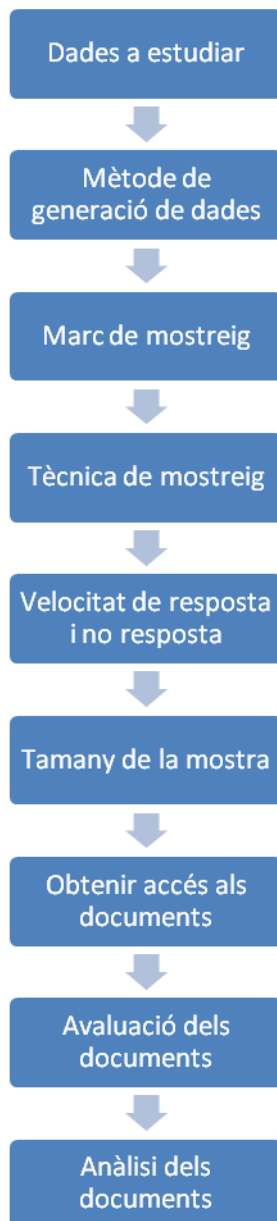 Dades a estudiar
Mètode de
generació de dades
Marc de mostreig
Tècnica de mostreig
Velocitat de resposta
i no resposta
Tamany de la mostra
Obtenir accés als
documents
Avaluació dels
documents
Anàlisi dels
documents